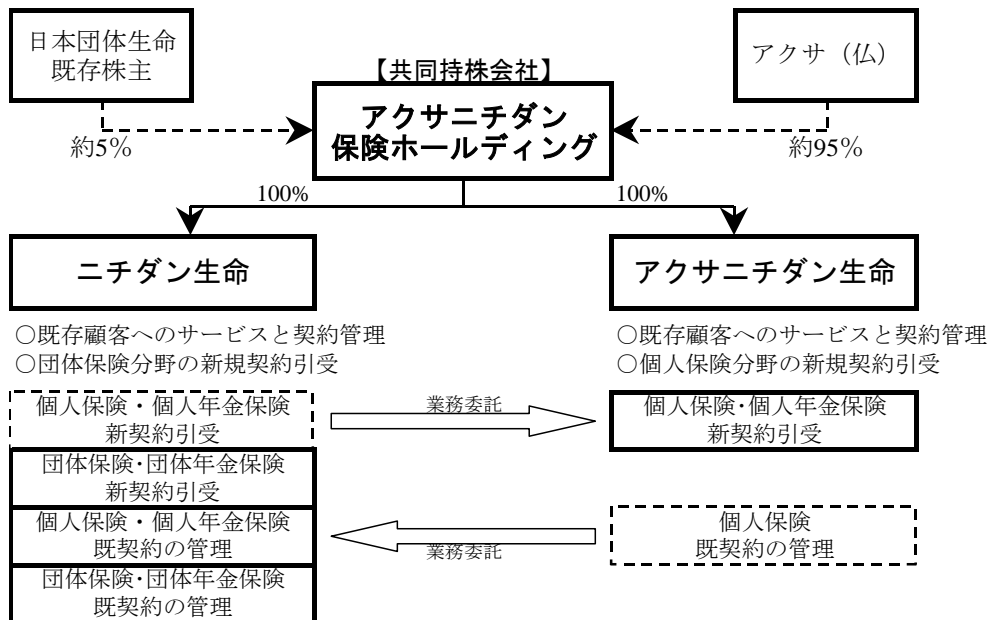 日本団体生命
既存株主
アクサ（仏）
【共同持株会社】
アクサニチダン
保険ホールディング
約5％
約95％
100%
100%
ニチダン生命
アクサニチダン生命
○既存顧客へのサービスと契約管理
○団体保険分野の新規契約引受
○既存顧客へのサービスと契約管理
○個人保険分野の新規契約引受
個人保険・個人年金保険
新契約引受
業務委託
個人保険・個人年金保険
新契約引受
団体保険・団体年金保険
新契約引受
個人保険・個人年金保険
既契約の管理
業務委託
個人保険
既契約の管理
団体保険・団体年金保険
既契約の管理